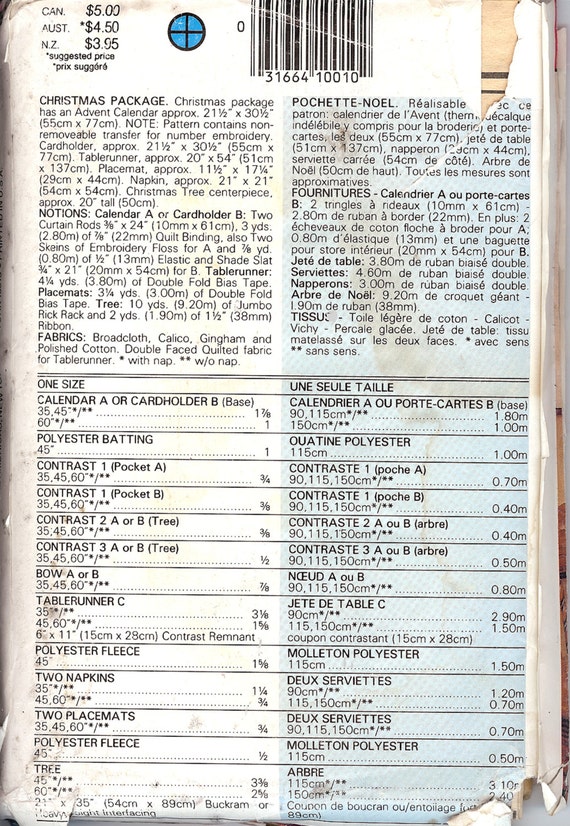 CAN. $5.00
AUST. *$4.50
N.Z. $3.95
*suggested price
*prix suggéré
0
31664 10010
CHRISTMAS PACKAGE. Christmas package
has an Advent Calendar approx. 21½" x 30½"
(55cm x 77cm). NOTE: Pattern contains non-
removeable transfer for number embroidery.
Cardholder, approx. 21½" x 30½" (55cm x
77cm). Tablerunner, approx. 20" x 54" (51cm
x 137cm). Placemat, approx. 11½" x 17¼"
(29cm x 44cm). Napkin, approx. 21" x 21"
(54cm x 54cm). Christmas Tree centerpiece,
approx. 20" tall (50cm).
NOTIONS: Calendar A or Cardholder B: Two
Curtain Rods ⅜" x 24" (10mm x 61cm), 3 yds.
(2.80m) of ⅞" (22mm) Quilt Binding, also Two
Skeins of Embroidery Floss for A and ⅞ yd.
(0.80m) of ½" (13mm) Elastic and Shade Slat
¾" x 21" (20mm x 54cm) for B. Tablerunner:
4¼ yds. (3.80m) of Double Fold Bias Tape.
Placemats: 3¼ yds. (3.00m) of Double Fold
Bias Tape. Tree: 10 yds. (9.20m) of Jumbo
Rick Rack and 2 yds. (1.90m) of 1½" (38mm)
Ribbon.
FABRICS: Broadcloth, Calico, Gingham and
Polished Cotton. Double Faced Quilted fabric
for Tablerunner. * with nap. ** w/o nap.
POCHETTE-NOEL. Réalisable avec ce
patron: calendrier de l'Avent (thermodécalque
indélébile y compris pour la broderie) et porte-
cartes, les deux (55cm x 77cm), jeté de table
(51cm x 137cm), napperon (29cm x 44cm),
serviette carrée (54cm de côté). Arbre de
Noël (50cm de haut). Toutes les mesures sont
approximatives.
FOURNITURES - Calendrier A ou porte-cartes
B: 2 tringles à rideaux (10mm x 61cm) -
2.80m de ruban à border (22mm). En plus: 2
écheveaux de coton floche à broder pour A;
0.80m d'élastique (13mm) et une baguette
pour store intérieur (20mm x 54cm) pour B.
Jeté de table: 3.80m de ruban biaisé double.
Serviettes: 4.60m de ruban biaisé double.
Napperons: 3.00m de ruban biaisé double.
Arbre de Noël: 9.20m de croquet géant -
1.90m de ruban (38mm).
TISSUS - Toile légère de coton - Calicot -
Vichy - Percale glacée. Jeté de table: tissu
matelassé sur les deux faces. * avec sens
** sans sens.
ONE SIZE
CALENDAR A OR CARDHOLDER B (Base)
35,45"*/** 1⅞
60"*/** 1
POLYESTER BATTING
45" 1
CONTRAST 1 (Pocket A)
35,45,60"*/** ¾
CONTRAST 1 (Pocket B)
35,45,60"*/** ⅜
CONTRAST 2 A or B (Tree)
35,45,60"*/** ⅜
CONTRAST 3 A or B (Tree)
35,45,60"*/** ½
BOW A or B
35,45,60"*/** ⅞
TABLERUNNER C
35"*/** 3⅛
45,60"*/** 1⅝
6" x 11" (15cm x 28cm) Contrast Remnant
POLYESTER FLEECE
45" 1⅝
TWO NAPKINS
35"*/** 1¼
45,60"*/** ¾
TWO PLACEMATS
35,45,60"*/** ¾
POLYESTER FLEECE
45" ½
TREE
45"*/** 3⅜
60"*/** 2⅝
21" x 35" (54cm x 89cm) Buckram or
Heavyweight Interfacing
UNE SEULE TAILLE
CALENDRIER A OU PORTE-CARTES B (base)
90,115cm*/** 1.80m
150cm*/** 1.00m
OUATINE POLYESTER
115cm 1.00m
CONTRASTE 1 (poche A)
90,115,150cm*/** 0.70m
CONTRASTE 1 (poche B)
90,115,150cm*/** 0.40m
CONTRASTE 2 A ou B (arbre)
90,115,150cm*/** 0.40m
CONTRASTE 3 A ou B (arbre)
90,115,150cm*/** 0.50m
NŒUD A ou B
90,115,150cm*/** 0.80m
JETE DE TABLE C
90cm*/** 2.90m
115,150cm*/** 1.50m
coupon contrastant (15cm x 28cm)
MOLLETON POLYESTER
115cm 1.50m
DEUX SERVIETTES
90cm*/** 1.20m
115,150cm*/** 0.70m
DEUX SERVIETTES
90,115,150cm*/** 0.70m
MOLLETON POLYESTER
115cm 0.50m
ARBRE
115cm*/** 3.10m
150cm*/** 2.40
Coupon de boucran ou/entoilage
89cm)